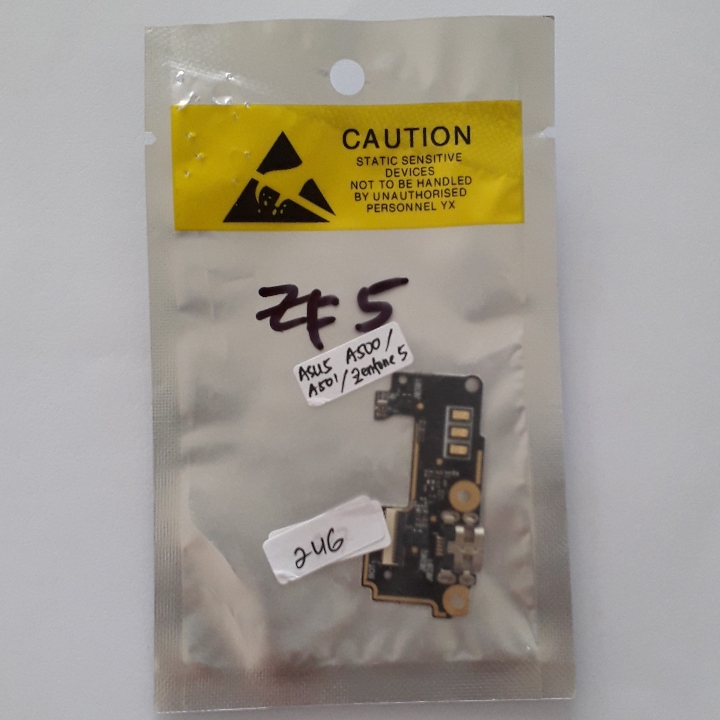 CAUTION
STATIC SENSITIVE
DEVICES
NOT TO BE HANDLED
BY UNAUTHORISED
PERSONNEL YX
ZF 5
ASUS A500/
A501/Zenfone 5
246